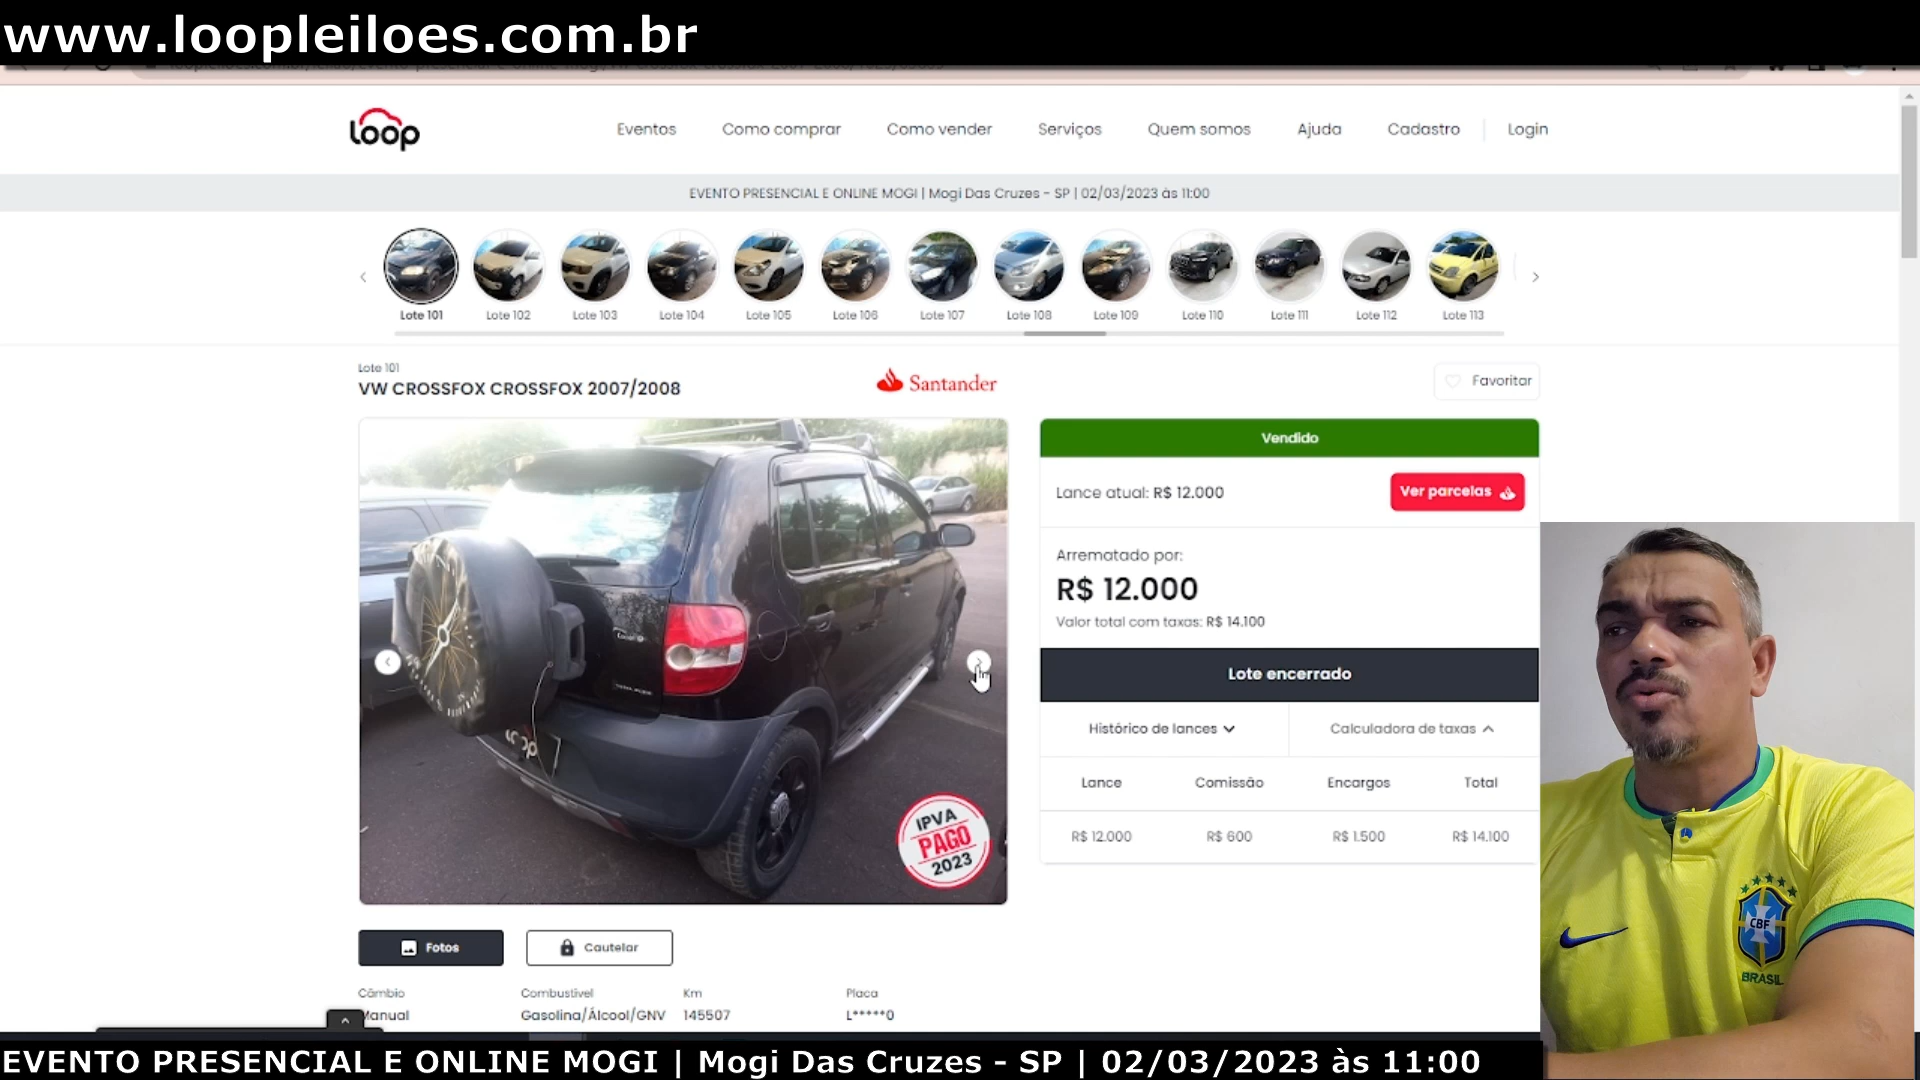 www.loopleiloes.com.br
loop
Eventos Como comprar Como vender Serviços Quem somos Ajuda Cadastro Login
EVENTO PRESENCIAL E ONLINE MOGI | Mogi Das Cruzes - SP | 02/03/2023 às 11:00
Lote 101 Lote 102 Lote 103 Lote 104 Lote 105 Lote 106 Lote 107 Lote 108 Lote 109 Lote 110 Lote 111 Lote 112 Lote 113
Lote 101
VW CROSSFOX CROSSFOX 2007/2008
Santander
Favoritar
loop
IPVA
PAGO
2023
Vendido
Lance atual: R$ 12.000
Ver parcelas
Arrematado por:
R$ 12.000
Valor total com taxas: R$ 14.100
Lote encerrado
Histórico de lances Calculadora de taxas
Lance Comissão Encargos Total
R$ 12.000 R$ 600 R$ 1.500 R$ 14.100
Fotos
Cautelar
Câmbio Combustível Km Placa
Manual Gasolina/Álcool/GNV 145507 L*****0
CBF
BRASIL
EVENTO PRESENCIAL E ONLINE MOGI | Mogi Das Cruzes - SP | 02/03/2023 às 11:00